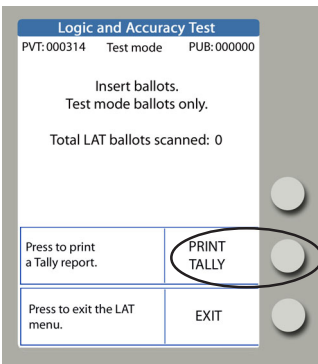 Logic and Accuracy Test
PVT: 000314 Test mode PUB: 000000
Insert ballots.
Test mode ballots only.
Total LAT ballots scanned: 0
Press to print
a Tally report.
PRINT
TALLY
Press to exit the LAT
menu.
EXIT